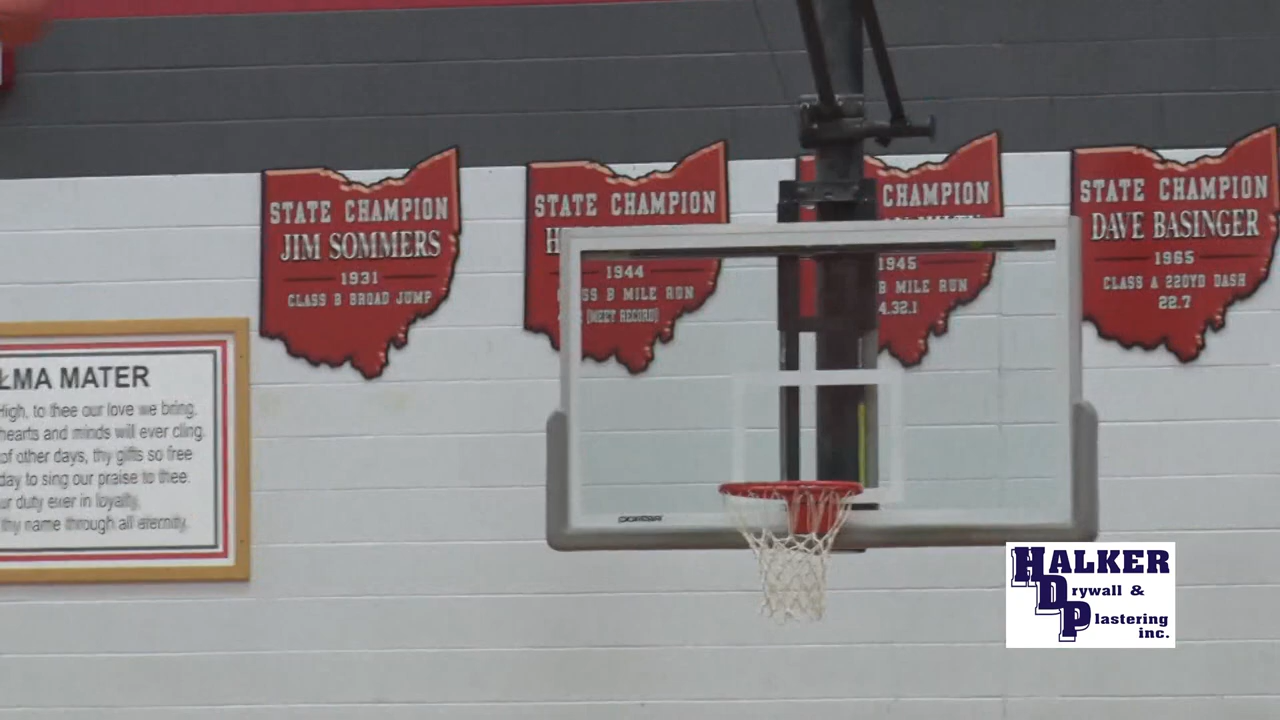 STATE CHAMPION
JIM SOMMERS
1931
CLASS B BROAD JUMP
STATE CHAMPION
1944
B MILE RUN
(MEET RECORD)
CHAMPION
1945
B MILE RUN
4.32.1
STATE CHAMPION
DAVE BASINGER
1965
CLASS A 220YD DASH
22.7
LMA MATER
High, to thee our love we bring,
hearts and minds will ever cling.
of other days, thy gifts so free
day to sing our praise to thee.
ur duty ever in loyalty,
thy name through all eternity.
HALKER
Drywall &
Plastering
inc.